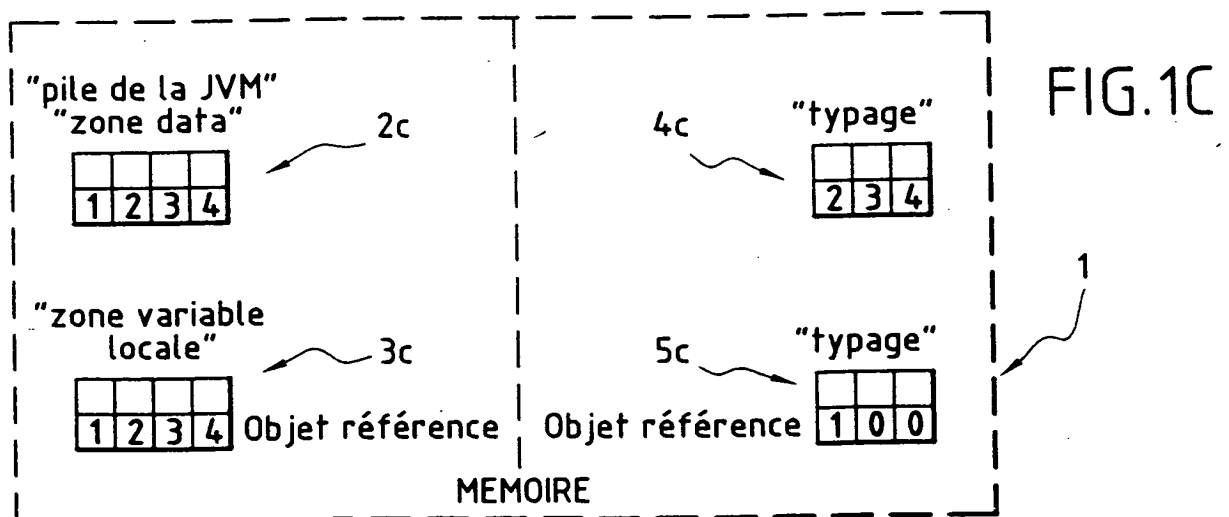 FIG.1C
"pile de la JVM"
"zone data"
2c
1 2 3 4
"typage"
4c
2 3 4
"zone variable
locale"
3c
1 2 3 4 Objet référence
"typage"
5c
Objet référence 1 0 0
1
MEMOIRE